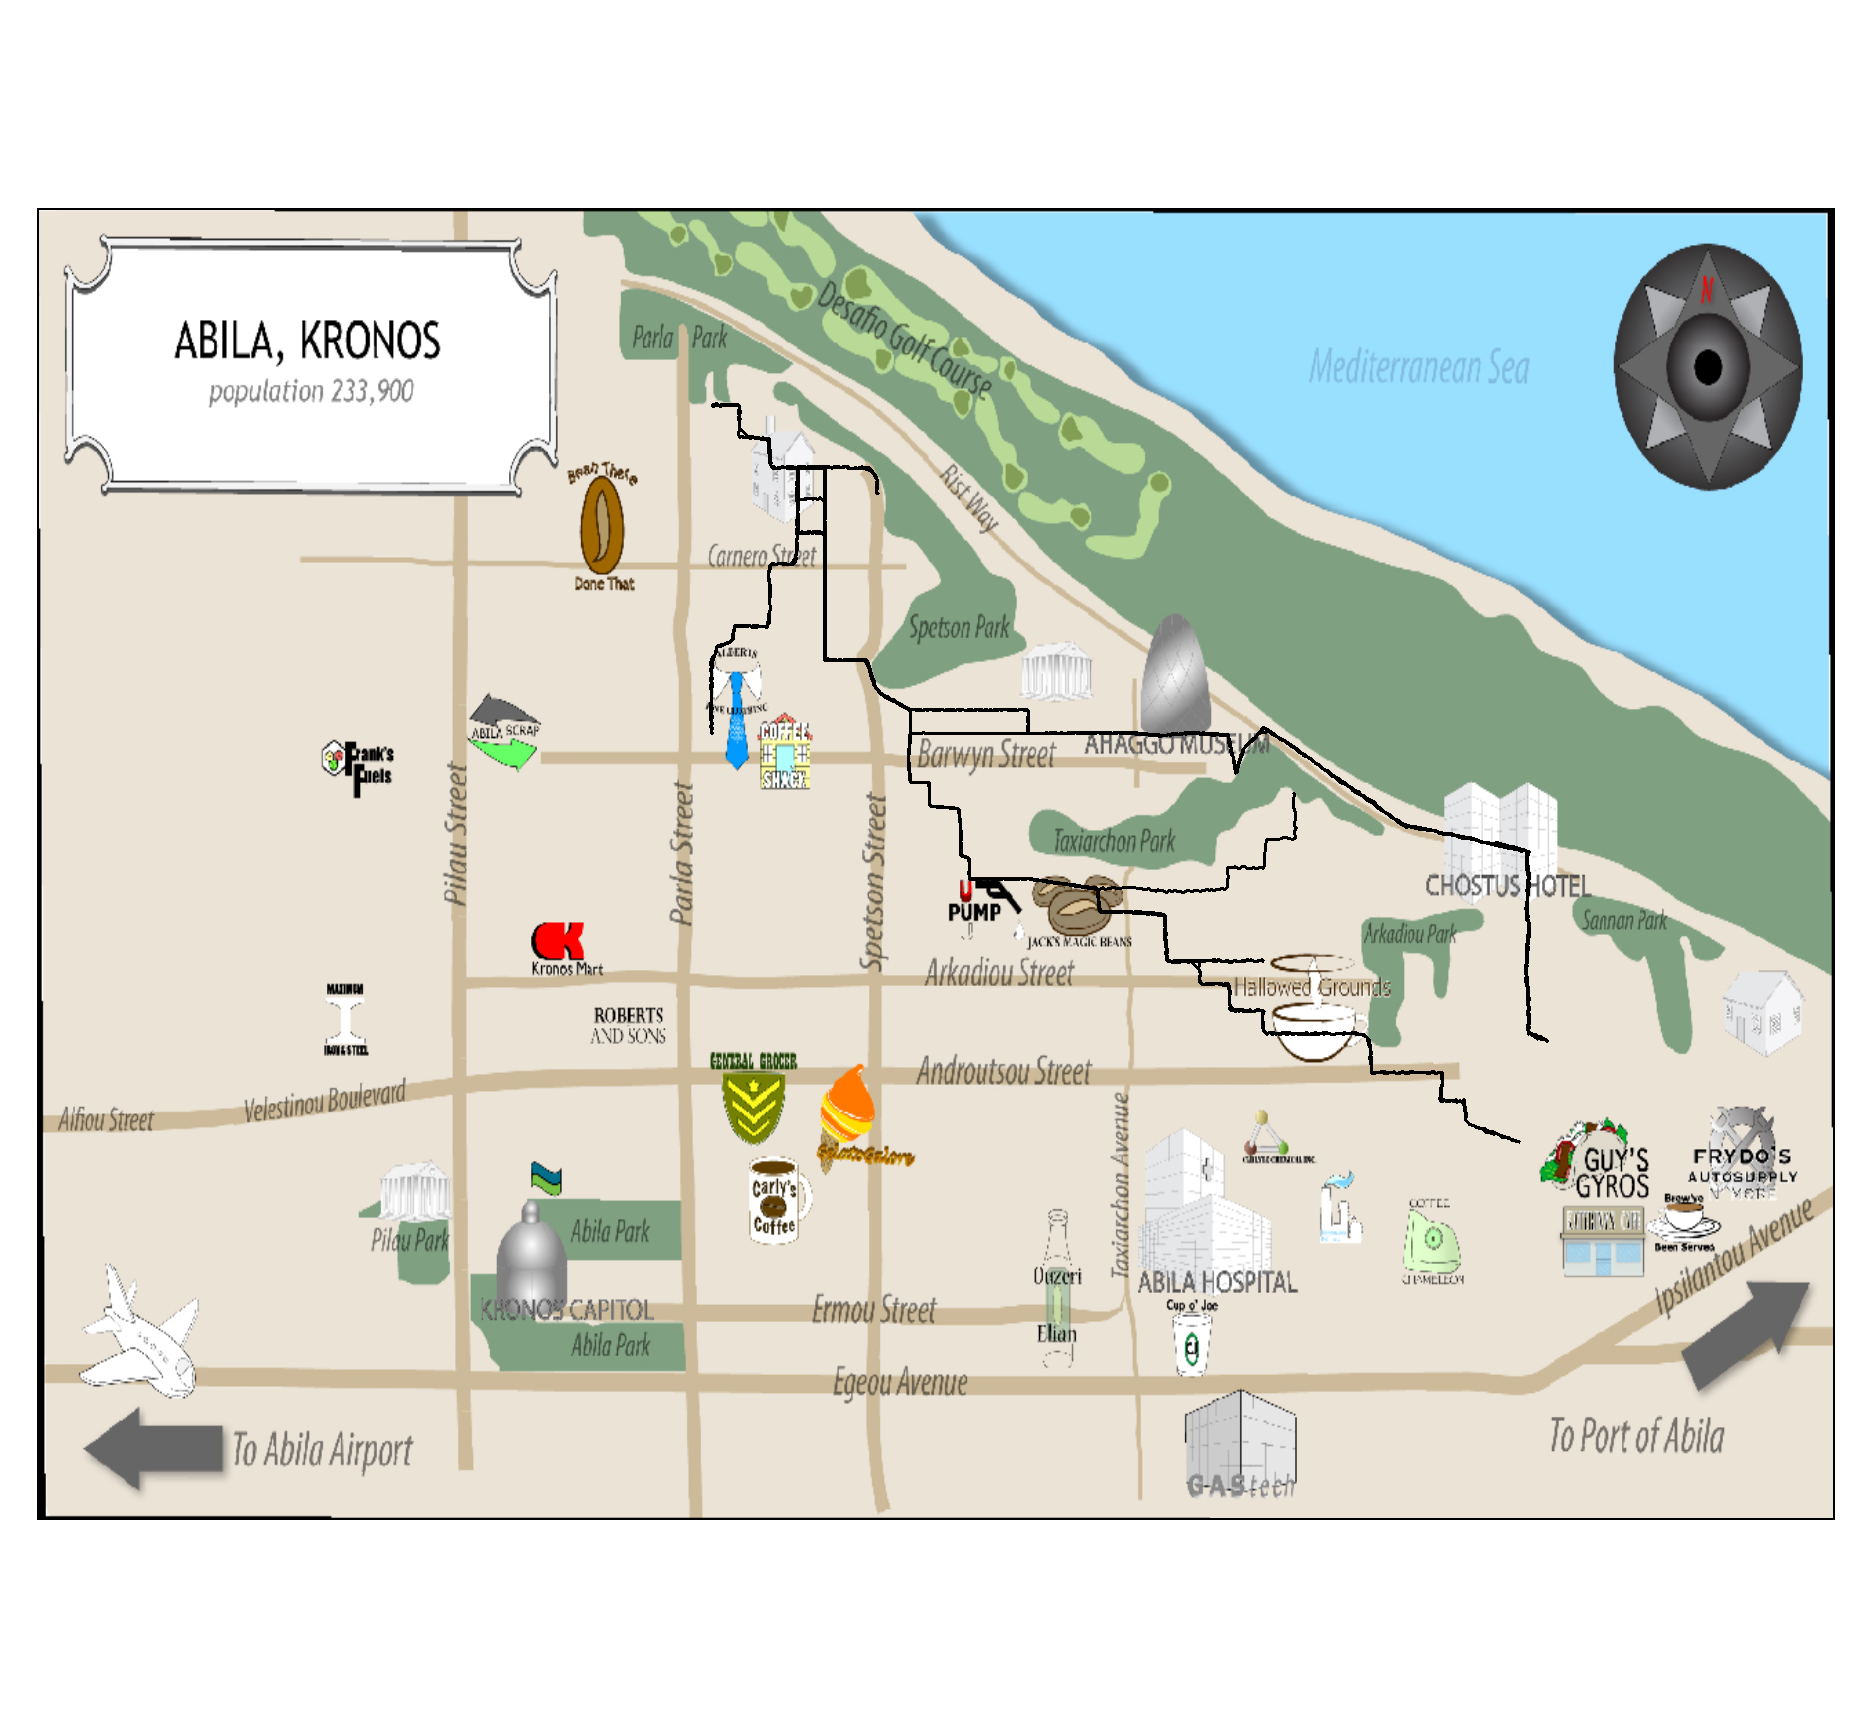 ABILA, KRONOS
population 233,900
N
Desafio Golf Course
Mediterranean Sea
Parla Park
Rist Way
Been There
Done That
Carnero Street
Spetson Park
ALBERTS
FINE CLOTHING
ABILA SCRAP
Frank's
Fuels
COFFEE
SHACK
Barwyn Street
AHAGGO MUSEUM
Taxiarchon Park
Pilau Street
Parla Street
Spetson Street
CHOSTUS HOTEL
U
PUMP
JACK'S MAGIC BEANS
Arkadiou Park
Sannan Park
Kronos Mart
Arkadiou Street
Hallowed Grounds
MAXIMUM
IRON & STEEL
ROBERTS
AND SONS
GENERAL GROCER
Androutsou Street
Alfiou Street
Velestinou Boulevard
GelatoGalore
Carly's
Coffee
Taxiarchon Avenue
CARLYLE CHEMICAL INC.
GUY'S
GYROS
FRYDO'S
AUTOSUPPLY
N' MORE
Brew've
Been Served
COFFEE
CHAMELEON
Pilau Park
Abila Park
KRONOS CAPITOL
Abila Park
Ermou Street
Ouzeri
Elian
ABILA HOSPITAL
Cup o' Joe
Ipsilantou Avenue
Egeou Avenue
To Abila Airport
To Port of Abila
GAStech